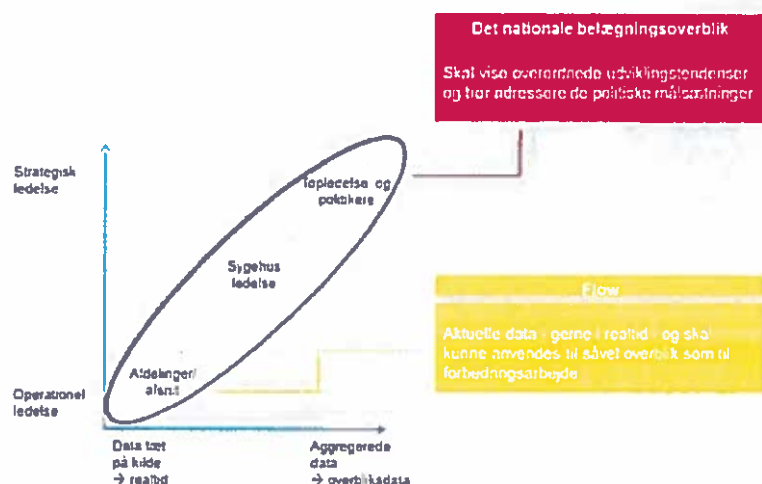 Det nationale belægningsoverblik
Skal vise overordnede udviklingstendenser
og bør adressere de politiske målsætninger
Strategisk
ledelse
Topledelse og
politikere
Sygehus
ledelse
Flow
Aktuelle data - gerne i realtid - og skal
kunne anvendes til såvel overblik som til
forbedringsarbejde
Afdelinger/
afsnit
Operationel
ledelse
Data tæt
på kilde
→ realtid
Aggregerede
data
→ overbliksdata